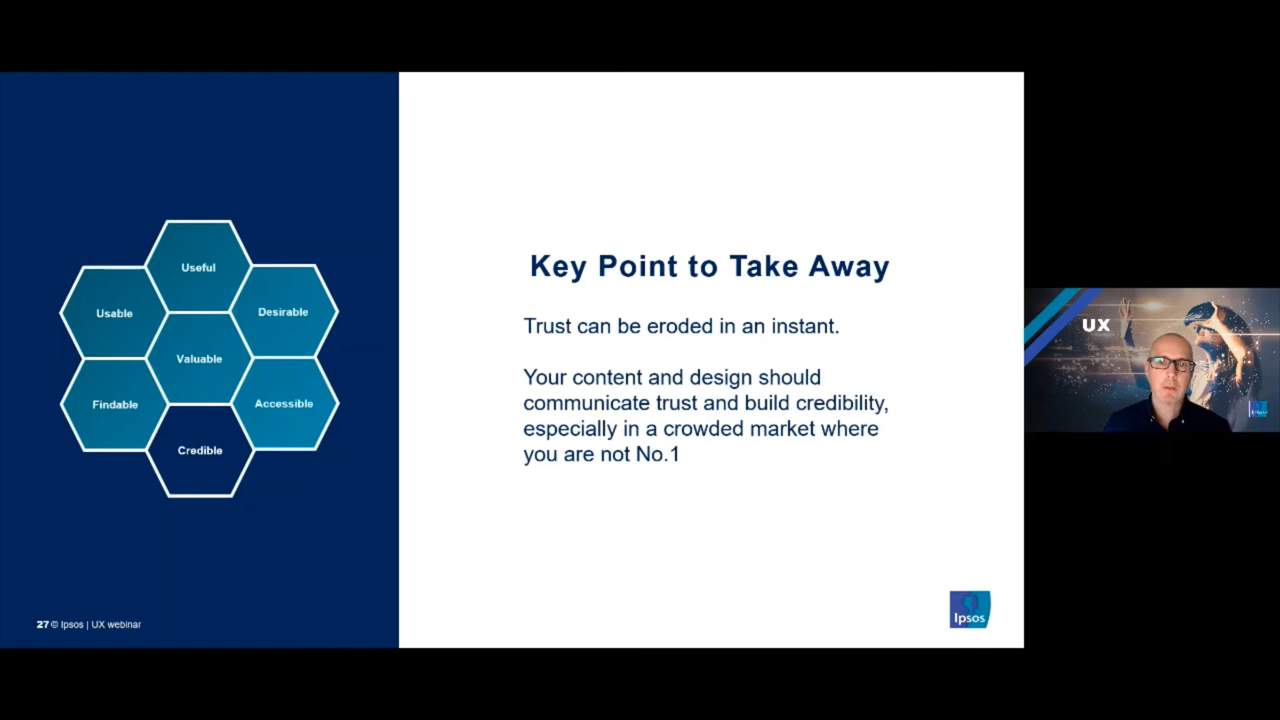 Useful
Usable
Desirable
Valuable
Findable
Accessible
Credible
27 © Ipsos | UX webinar
Key Point to Take Away
Trust can be eroded in an instant.
Your content and design should
communicate trust and build credibility,
especially in a crowded market where
you are not No.1
Ipsos
UX
Ipsos